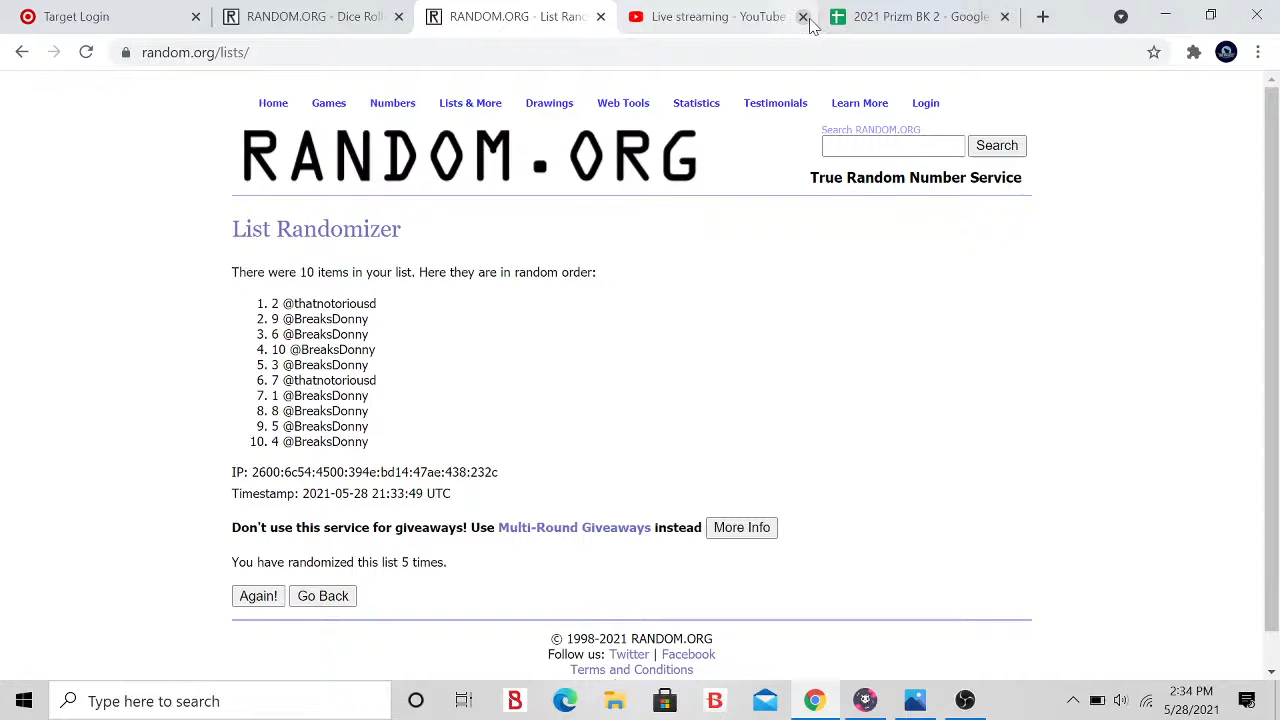 Target Login
RANDOM.ORG - Dice Roll
RANDOM.ORG - List Rand
Live streaming - YouTube
2021 Prizm Blk2 - Google
random.org/lists/
Home Games Numbers Lists & More Drawings Web Tools Statistics Testimonials Learn More Login
RANDOM.ORG
Search RANDOM.ORG
Search
True Random Number Service
List Randomizer
There were 10 items in your list. Here they are in random order:
1. 2 @thatnotoriousd
2. 9 @BreaksDonny
3. 6 @BreaksDonny
4. 10 @BreaksDonny
5. 3 @BreaksDonny
6. 7 @thatnotoriousd
7. 1 @BreaksDonny
8. 8 @BreaksDonny
9. 5 @BreaksDonny
10. 4 @BreaksDonny
IP: 2600:6c54:4500:394e:bd14:47ae:438:232c
Timestamp: 2021-05-28 21:33:49 UTC
Don't use this service for giveaways! Use Multi-Round Giveaways instead More Info
You have randomized this list 5 times.
Again! Go Back
© 1998-2021 RANDOM.ORG
Follow us: Twitter | Facebook
Terms and Conditions
Type here to search
2:34 PM
5/28/2021